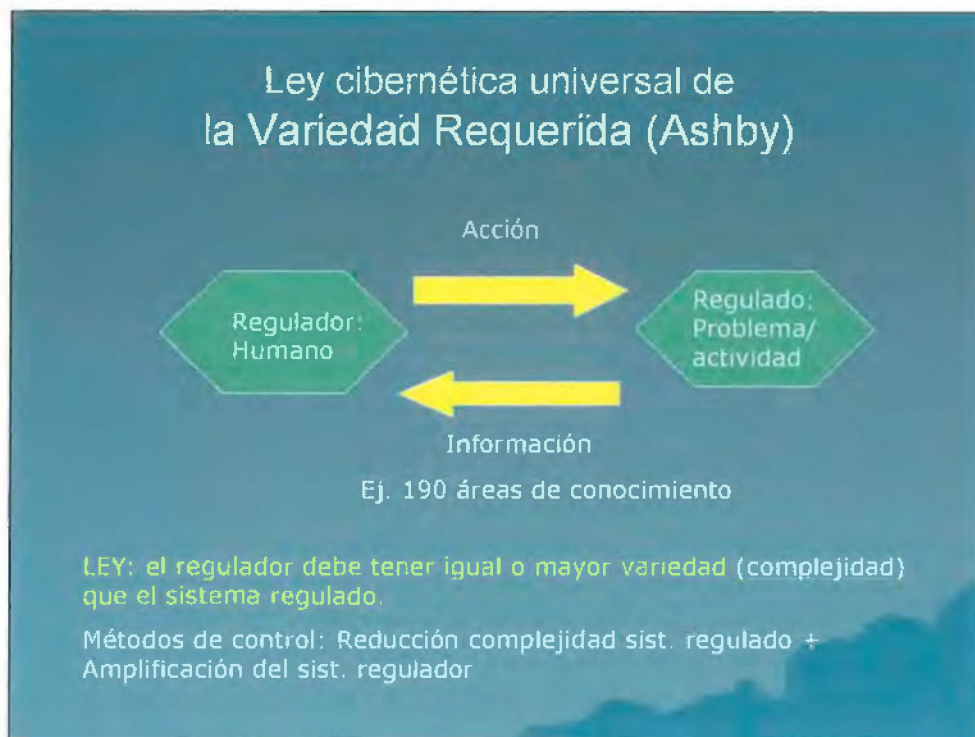 Ley cibernética universal de
la Variedad Requerida (Ashby)
Acción
Regulador:
Humano
Regulado:
Problema/
actividad
Información
Ej. 190 áreas de conocimiento
LEY: el regulador debe tener igual o mayor variedad (complejidad)
que el sistema regulado.
Métodos de control: Reducción complejidad sist. regulado +
Amplificación del sist. regulador